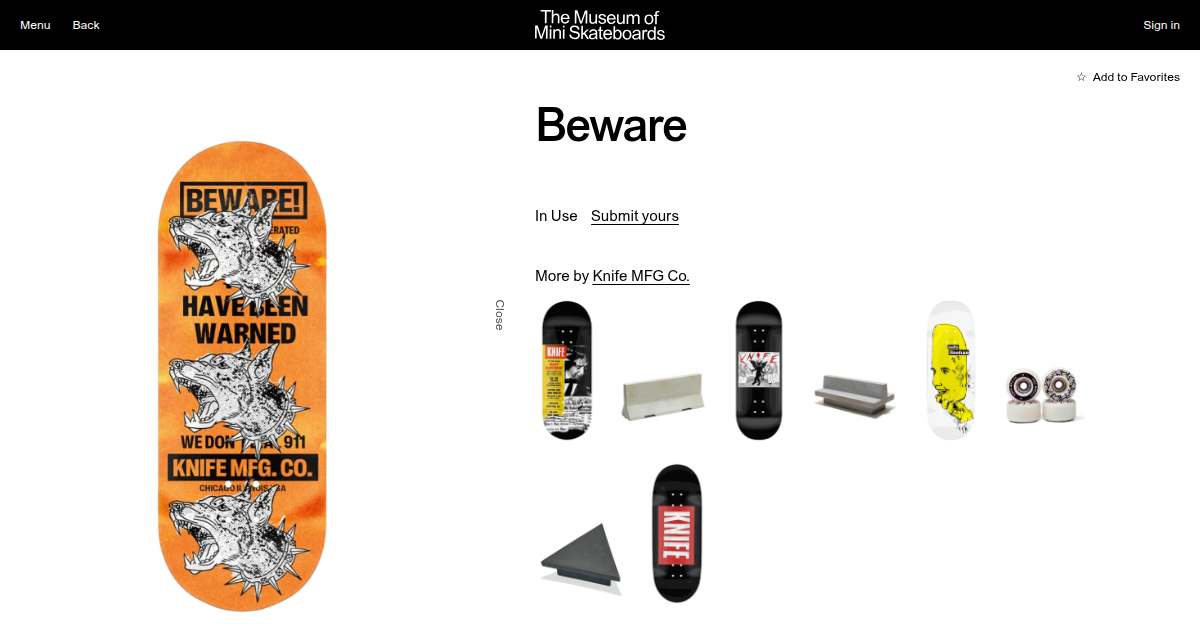 Menu
Back
The Museum of
Mini Skateboards
Sign in
☆ Add to Favorites
Beware
BEWARE!
HAVE BEEN
WARNED
WE DON'T
911
KNIFE MFG. CO.
In Use
Submit yours
More by Knife MFG Co.
Close
KNIFE
KNIFE
KNIFE